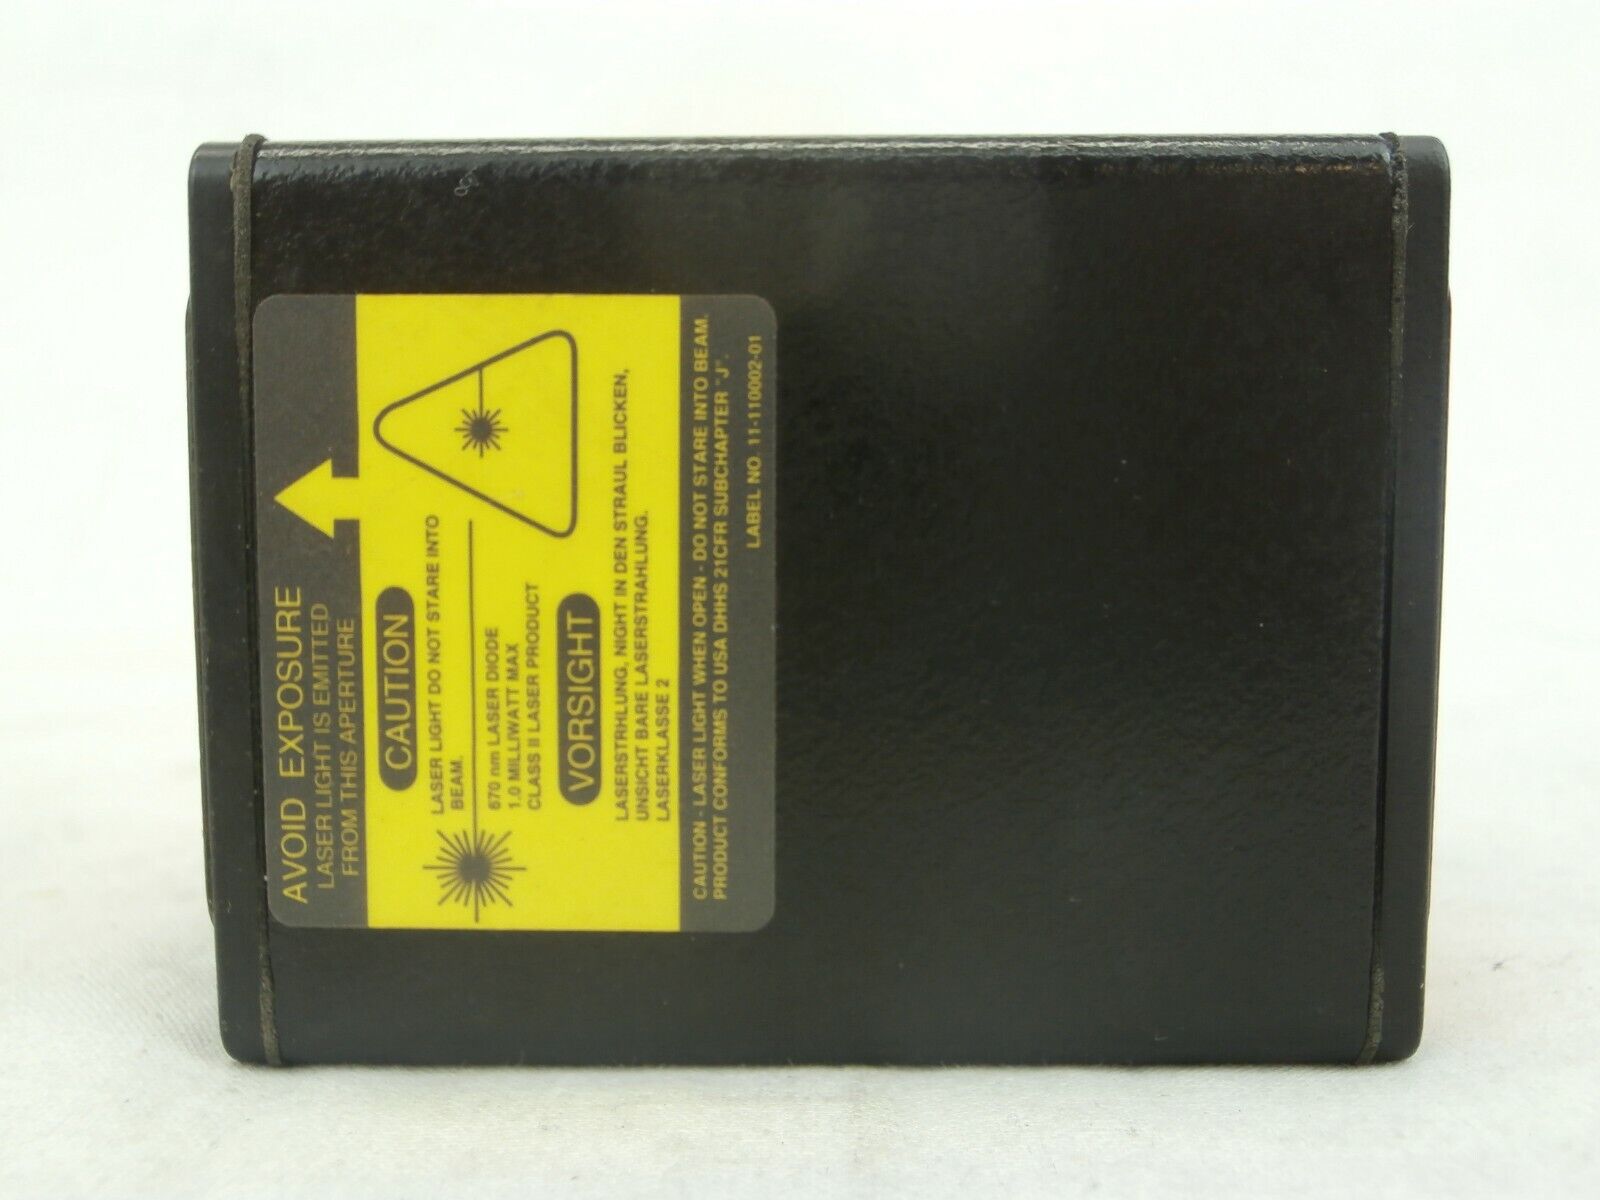 AVOID EXPOSURE
LASER LIGHT IS EMITTED
FROM THIS APERTURE
CAUTION
LASER LIGHT DO NOT STARE INTO
BEAM.
670 nm LASER DIODE
1.0 MILLIWATT MAX
CLASS II LASER PRODUCT
VORSIGHT
LASERSTRIHLUNG, NIGHT IN DEN STRAUL BLICKEN,
UNSICHT BARE LASERSTRAHLUNG.
LASERKLASSE 2
CAUTION - LASER LIGHT WHEN OPEN - DO NOT STARE INTO BEAM.
PRODUCT CONFORMS TO USA DHHS 21CFR SUBCHAPTER "J".
LABEL NO. 11-110002-01